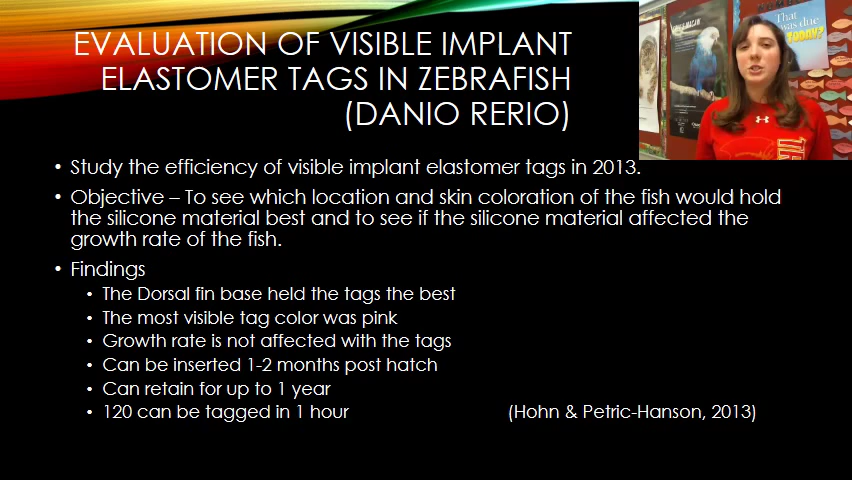 EVALUATION OF VISIBLE IMPLANT
ELASTOMER TAGS IN ZEBRAFISH
(DANIO RERIO)
That
was due
TODAY?
• Study the efficiency of visible implant elastomer tags in 2013.
• Objective – To see which location and skin coloration of the fish would hold
the silicone material best and to see if the silicone material affected the
growth rate of the fish.
• Findings
• The Dorsal fin base held the tags the best
• The most visible tag color was pink
• Growth rate is not affected with the tags
• Can be inserted 1-2 months post hatch
• Can retain for up to 1 year
• 120 can be tagged in 1 hour (Hohn & Petric-Hanson, 2013)